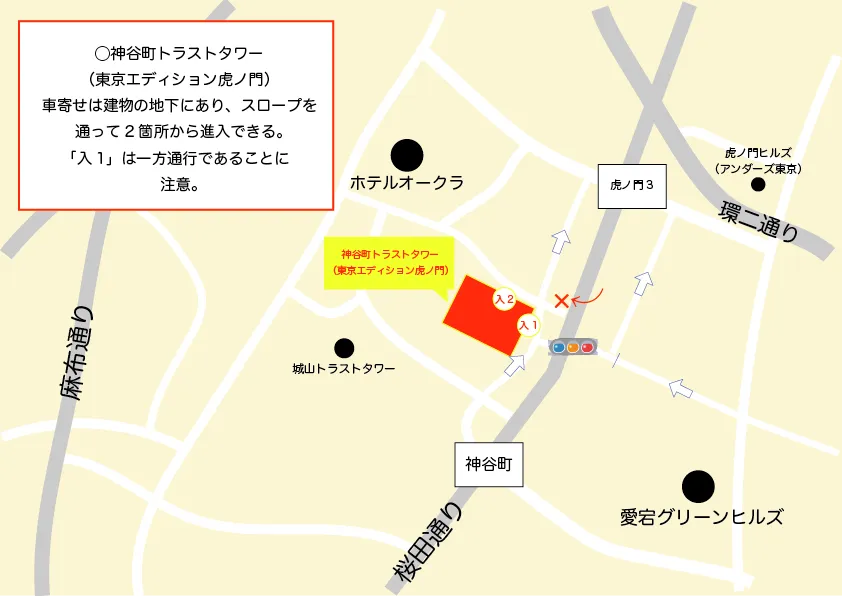 ○神谷町トラストタワー
（東京エディション虎ノ門）
車寄せは建物の地下にあり、スロープを
通って２箇所から進入できる。
「入１」は一方通行であることに
注意。
ホテルオークラ
虎ノ門３
虎ノ門ヒルズ
（アンダーズ東京）
環二通り
神谷町トラストタワー
（東京エディション虎ノ門）
入２
入１
麻布通り
城山トラストタワー
神谷町
桜田通り
愛宕グリーンヒルズ